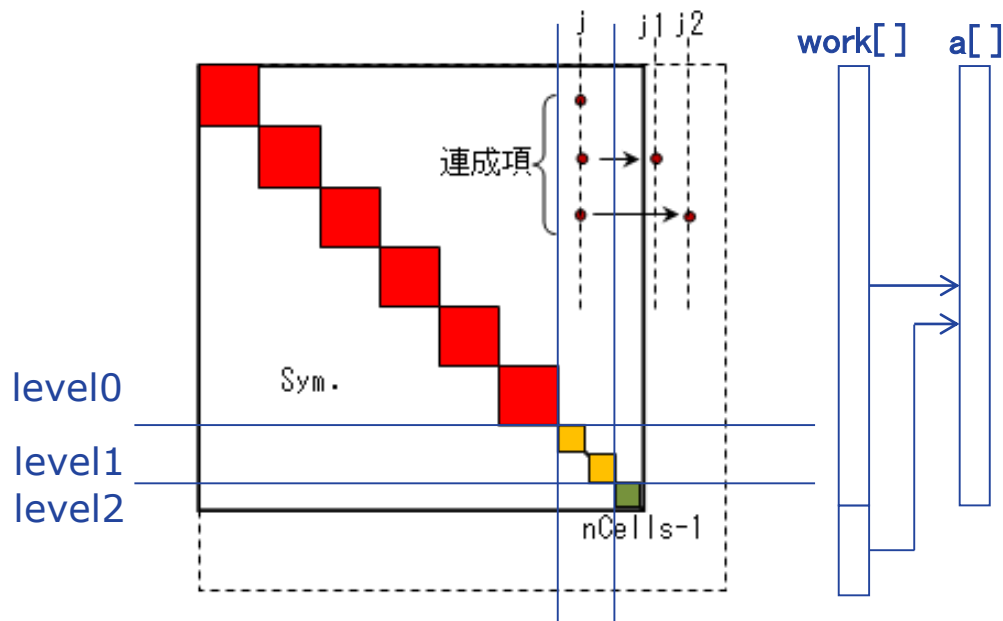 j
j1
j2
work[ ]
a[ ]
連成項
Sym.
level0
level1
level2
nCells-1